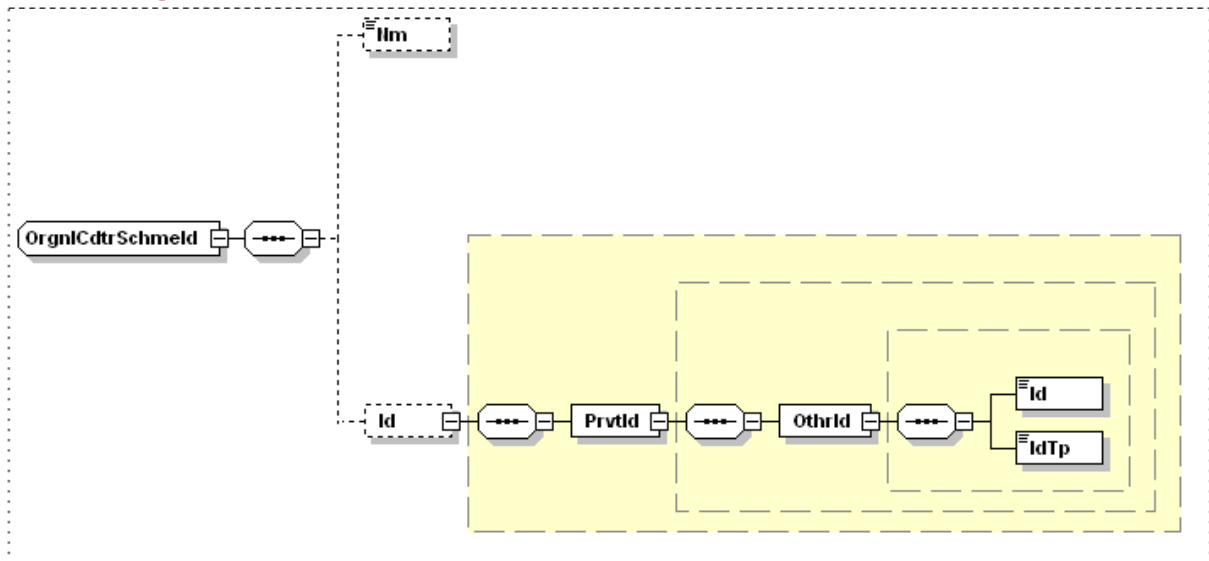 Nm
OrgnlCdtrSchmeId
Id
PrvtId
OthrId
Id
IdTp